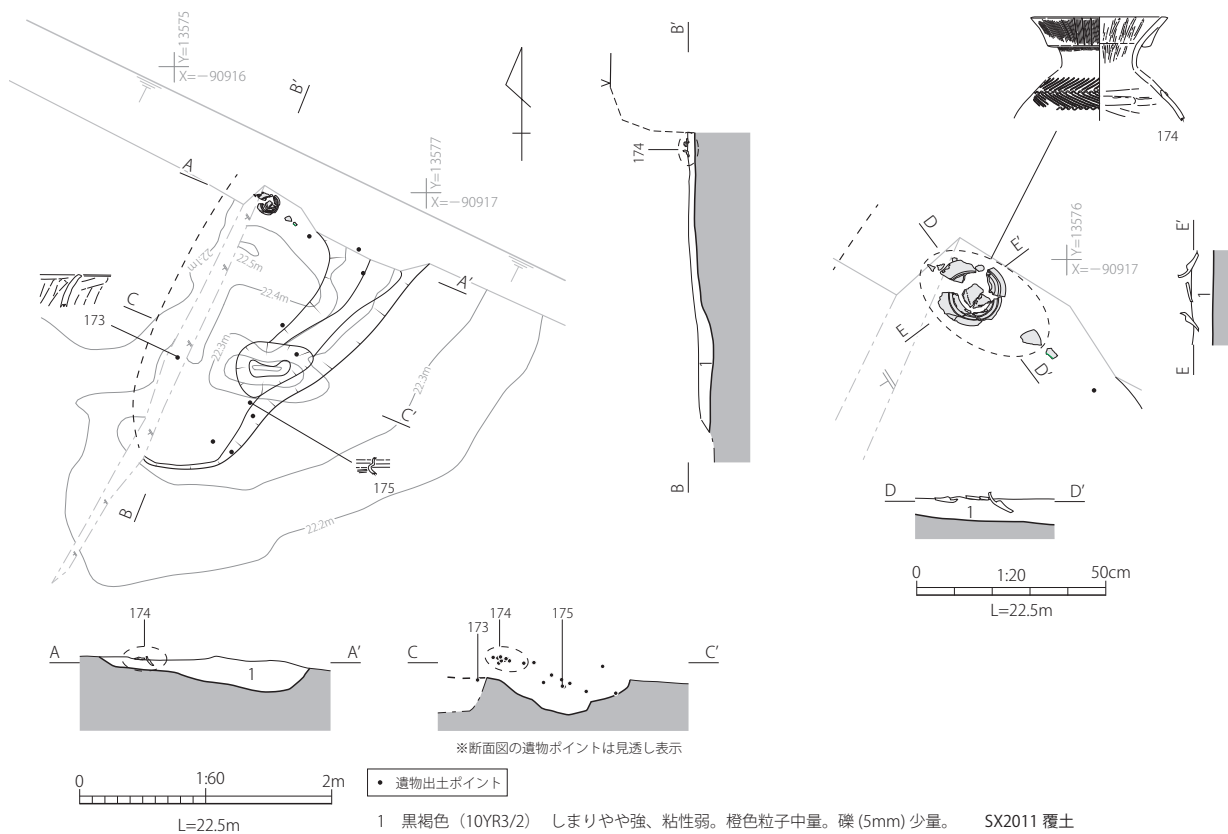 Y=13575
X=－90916
B'
A
Y=13577
X=－90917
22.1m
22.5m
22.4m
A'
C
173
22.3m
22.3m
C'
175
B
22.2m
B'
174
1
B
174
D
E'
Y=13576
X=－90917
E
D'
E'
1
E
D
D'
1
0
1:20
50cm
L=22.5m
174
A
A'
1
173
174
175
C
C'
※断面図の遺物ポイントは見透し表示
0
1:60
2m
L=22.5m
• 遺物出土ポイント
1 黒褐色（10YR3/2） しまりやや強、粘性弱。橙色粒子中量。礫 (5mm) 少量。 SX2011 覆土